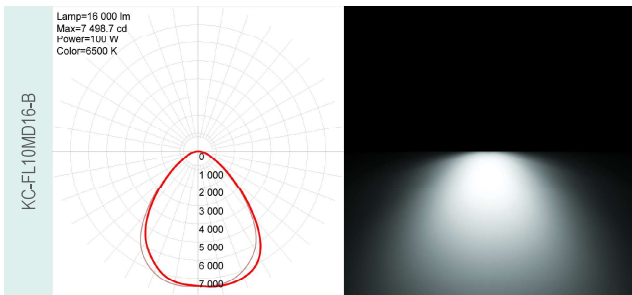 KC-FL10MD16-B
Lamp=16 000 lm
Max=7 498.7 cd
Power=100 W
Color=6500 K
0
1 000
2 000
3 000
4 000
5 000
6 000
7 000